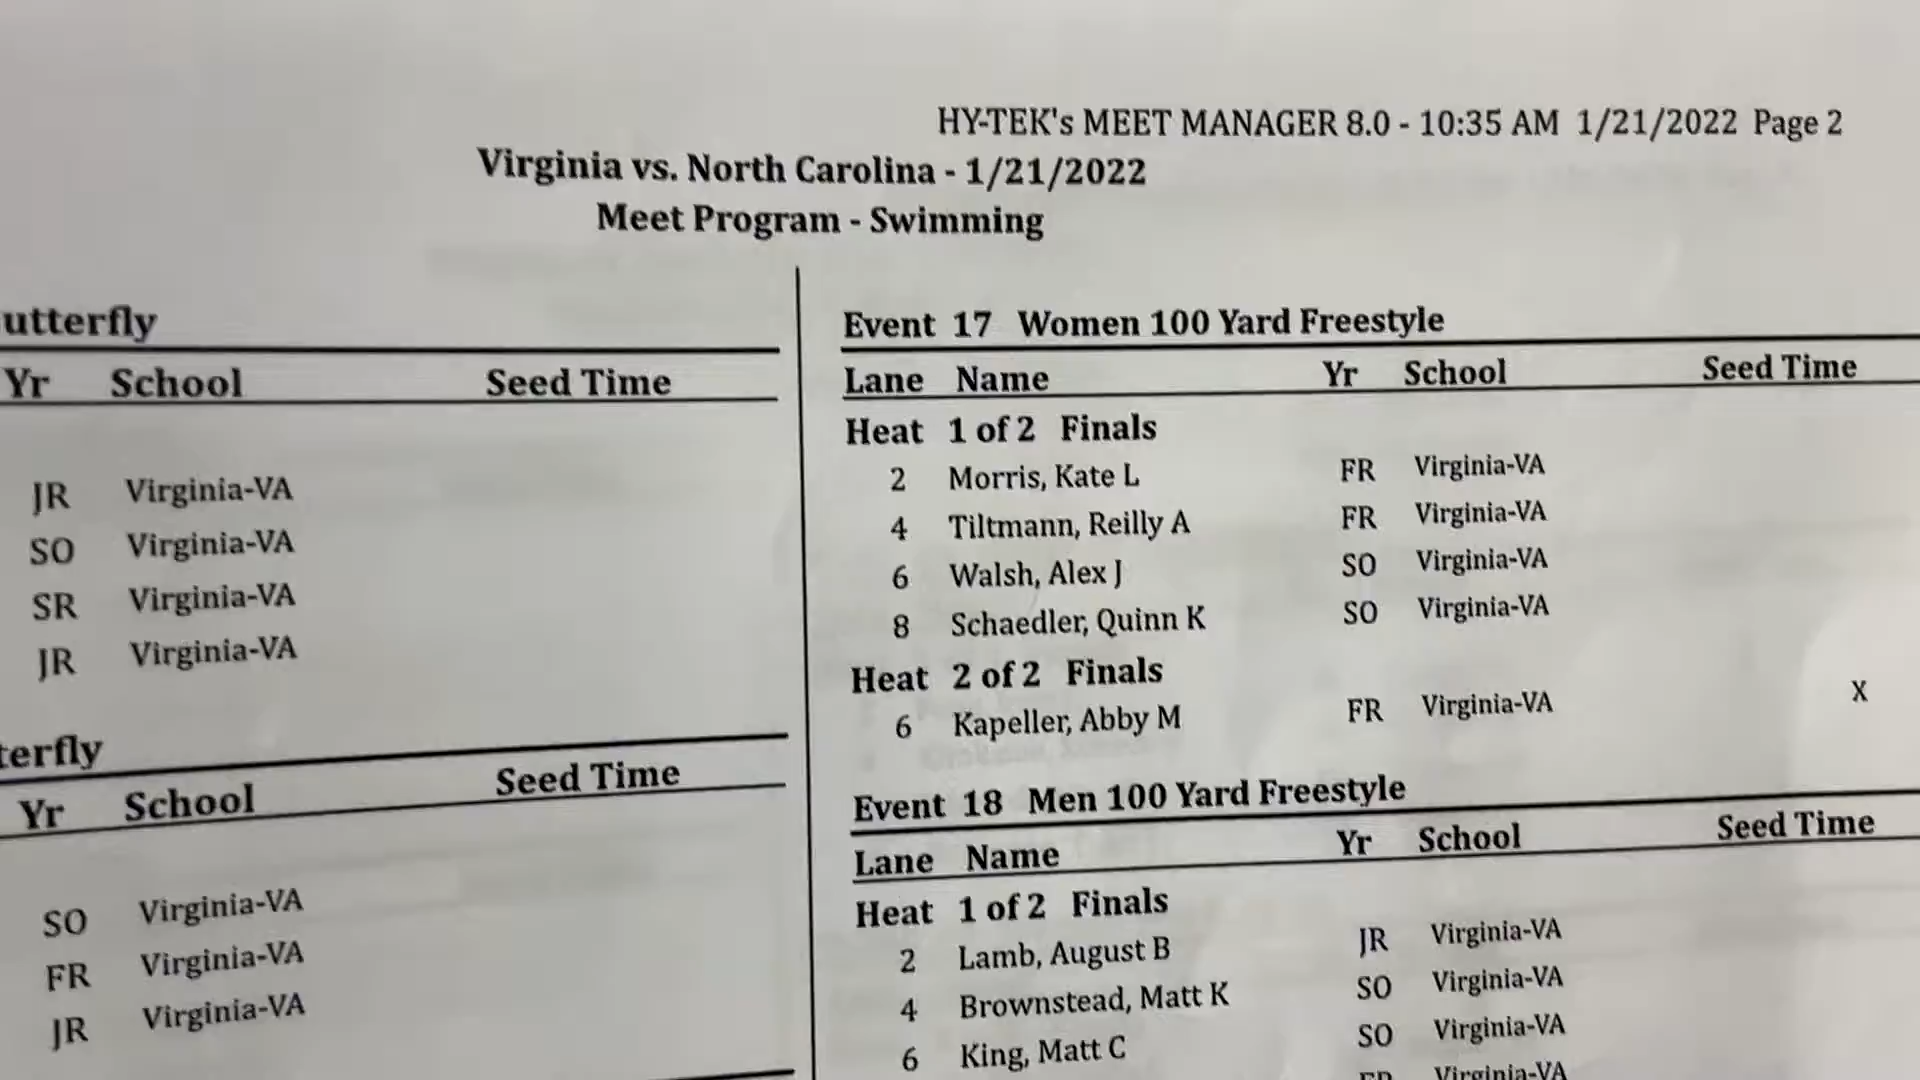 HY-TEK's MEET MANAGER 8.0 - 10:35 AM 1/21/2022 Page 2
Virginia vs. North Carolina - 1/21/2022
Meet Program - Swimming
utterfly
Yr School Seed Time
JR Virginia-VA
SO Virginia-VA
SR Virginia-VA
JR Virginia-VA
terfly
Yr School Seed Time
SO Virginia-VA
FR Virginia-VA
JR Virginia-VA
Event 17 Women 100 Yard Freestyle
Lane Name Yr School Seed Time
Heat 1 of 2 Finals
2 Morris, Kate L FR Virginia-VA
4 Tiltmann, Reilly A FR Virginia-VA
6 Walsh, Alex J SO Virginia-VA
8 Schaedler, Quinn K SO Virginia-VA
Heat 2 of 2 Finals
6 Kapeller, Abby M FR Virginia-VA X
Event 18 Men 100 Yard Freestyle
Lane Name Yr School Seed Time
Heat 1 of 2 Finals
2 Lamb, August B JR Virginia-VA
4 Brownstead, Matt K SO Virginia-VA
6 King, Matt C SO Virginia-VA
Virginia-VA